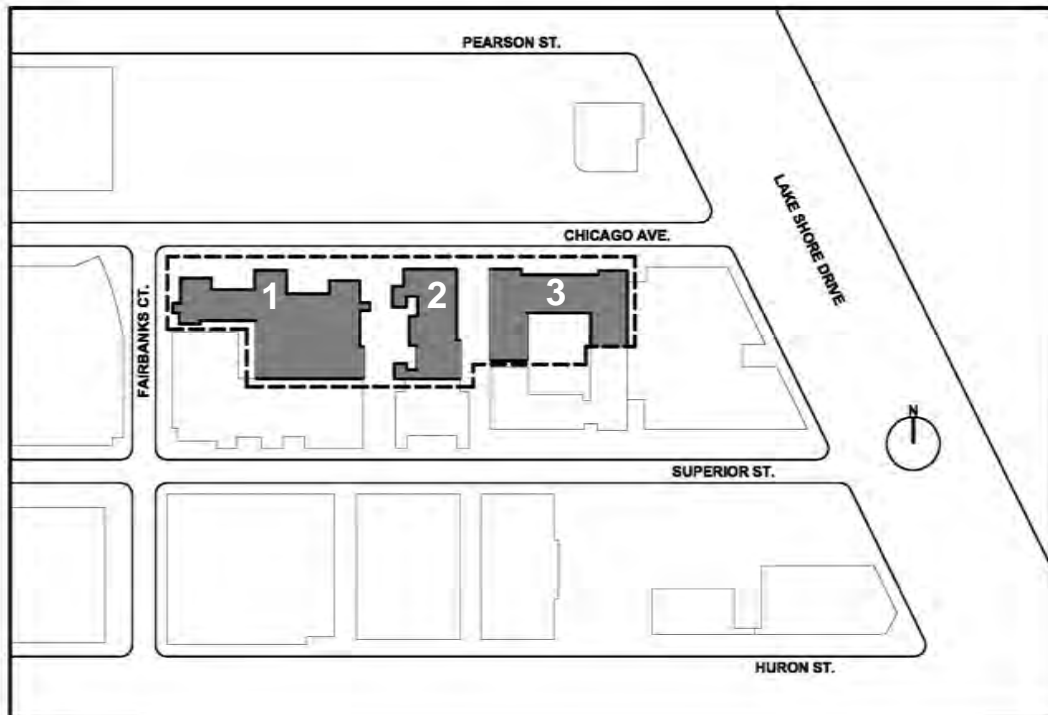 PEARSON ST.
LAKE SHORE DRIVE
CHICAGO AVE.
1
2
3
FAIRBANKS CT.
N
SUPERIOR ST.
HURON ST.